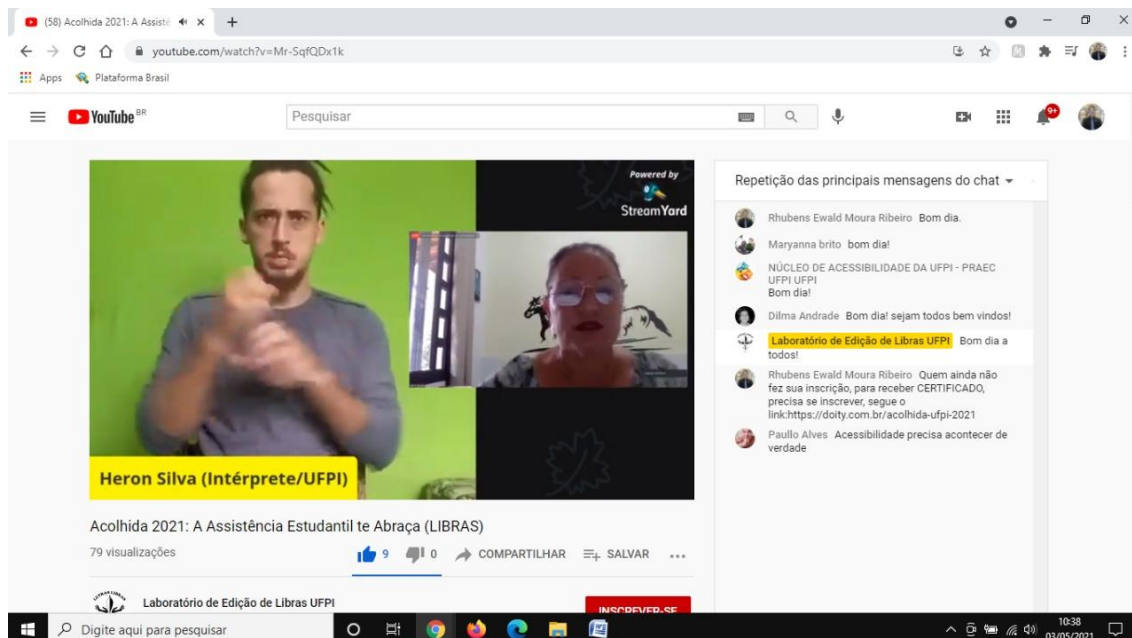 (58) Acolhida 2021: A Assistê
youtube.com/watch?v=Mr-SqfQDx1k
Apps Plataforma Brasil
YouTube BR
Pesquisar
9+
Powered by
StreamYard
Heron Silva (Intérprete/UFPI)
Acolhida 2021: A Assistência Estudantil te Abraça (LIBRAS)
79 visualizações
9 0 COMPARTILHAR SALVAR
Laboratório de Edição de Libras UFPI
INSCREVER-SE
Repetição das principais mensagens do chat
Rhubens Ewald Moura Ribeiro Bom dia.
Maryanna brito bom dia!
NÚCLEO DE ACESSIBILIDADE DA UFPI - PRAEC
UFPI UFPI
Bom dia!
Dilma Andrade Bom dia! sejam todos bem vindos!
Laboratório de Edição de Libras UFPI Bom dia a
todos!
Rhubens Ewald Moura Ribeiro Quem ainda não
fez sua inscrição, para receber CERTIFICADO,
precisa se inscrever, segue o
link:https://doity.com.br/acolhida-ufpi-2021
Paullo Alves Acessibilidade precisa acontecer de
verdade
Digite aqui para pesquisar
10:38
03/05/2021